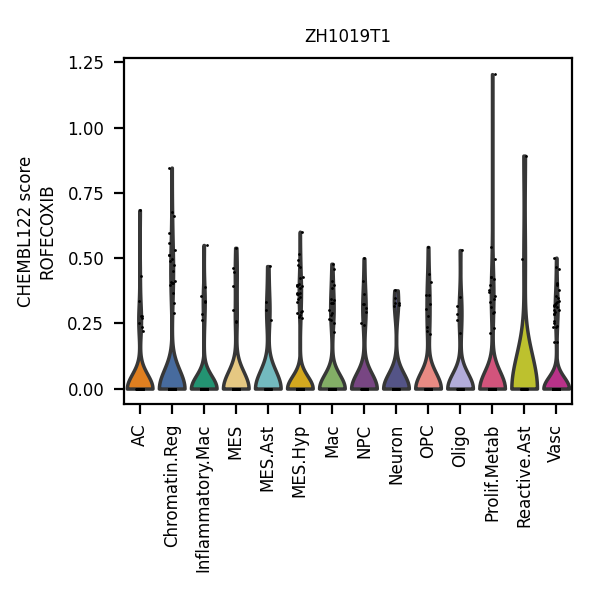 ZH1019T1
CHEMBL122 score
ROFECOXIB
1.25
1.00
0.75
0.50
0.25
0.00
AC
Chromatin.Reg
Inflammatory.Mac
MES
MES.Ast
MES.Hyp
Mac
NPC
Neuron
OPC
Oligo
Prolif.Metab
Reactive.Ast
Vasc